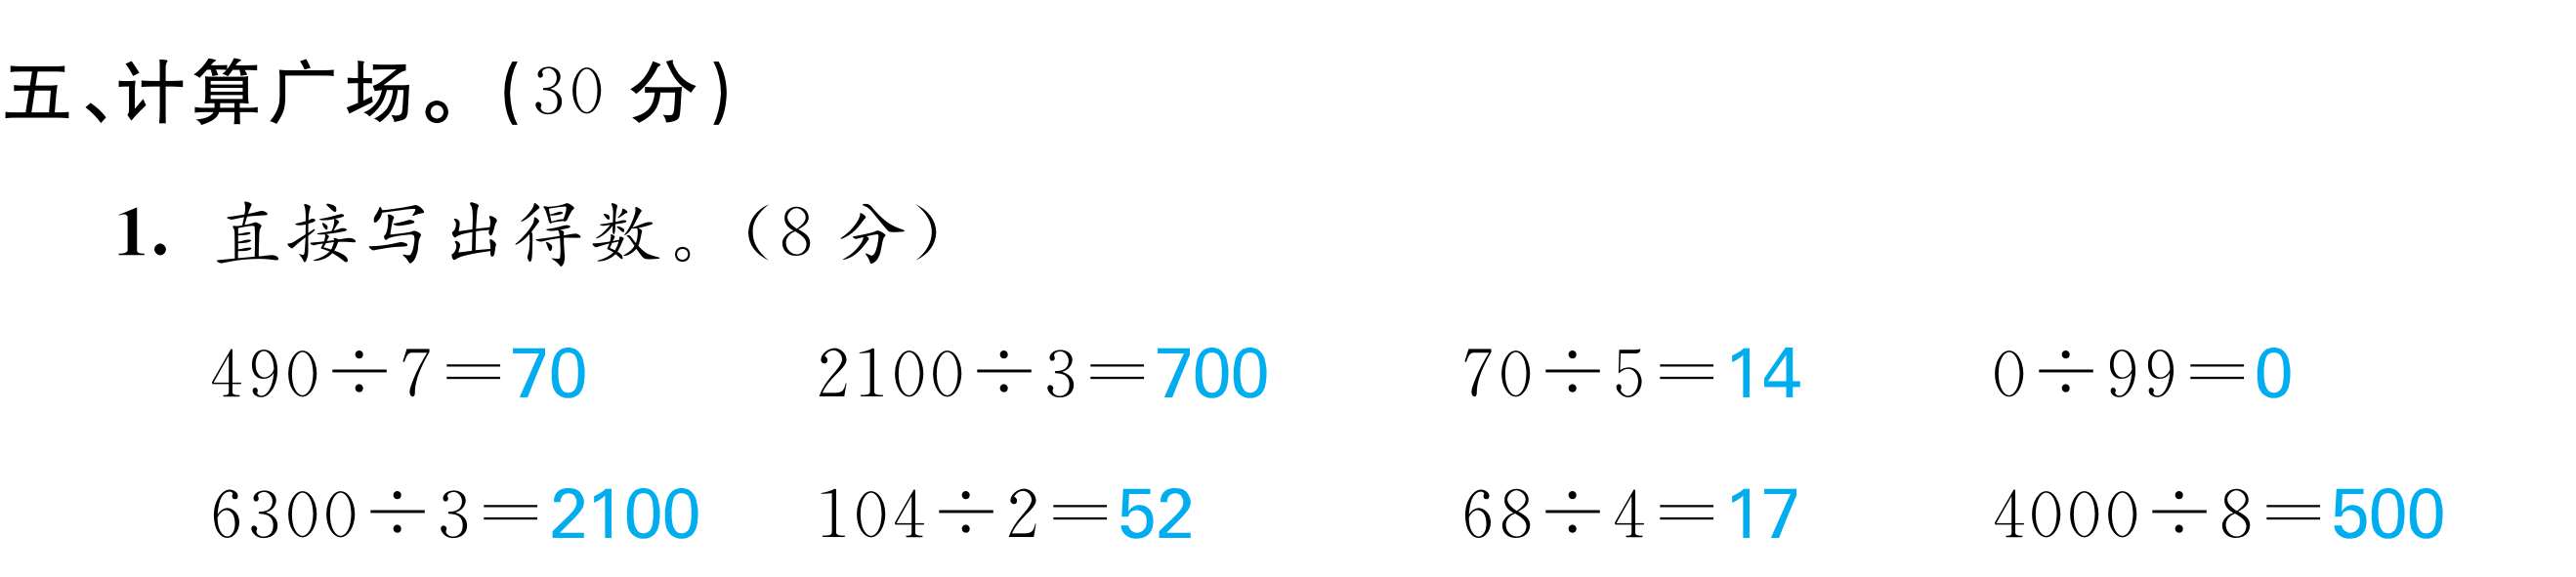 五、计算广场。(30 分)
1. 直接写出得数。(8 分)
490÷7=70 2100÷3=700 70÷5=14 0÷99=0
6300÷3=2100 104÷2=52 68÷4=17 4000÷8=500